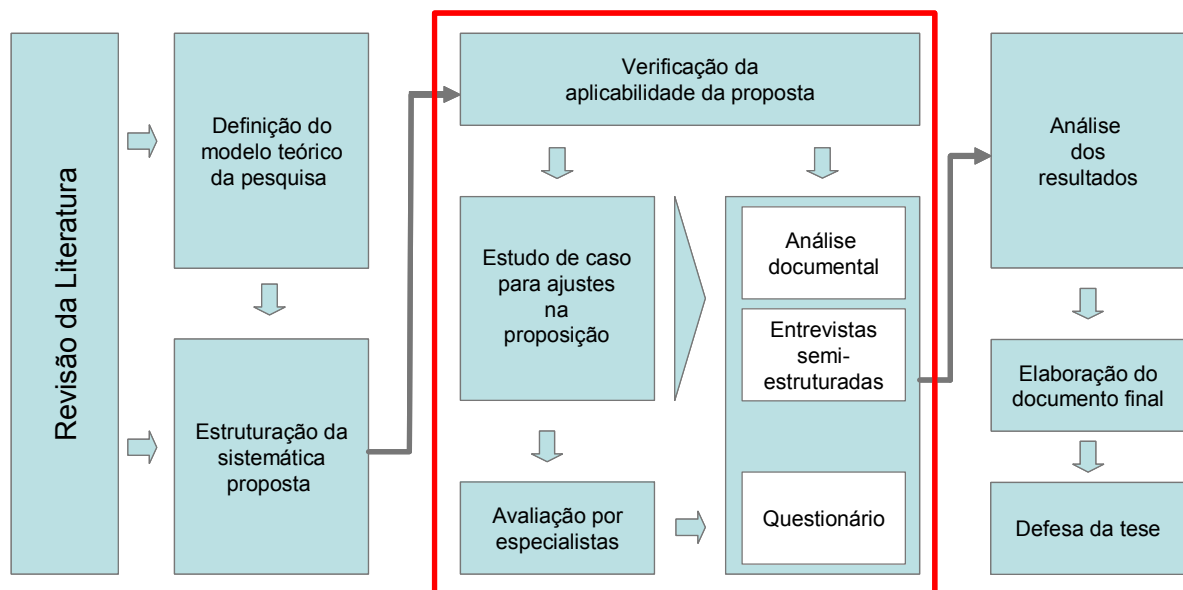 Revisão da Literatura
Definição do
modelo teórico
da pesquisa
Estruturação da
sistemática
proposta
Verificação da
aplicabilidade da proposta
Estudo de caso
para ajustes
na
proposição
Avaliação por
especialistas
Análise
documental
Entrevistas
semi-
estruturadas
Questionário
Análise
dos
resultados
Elaboração do
documento final
Defesa da tese